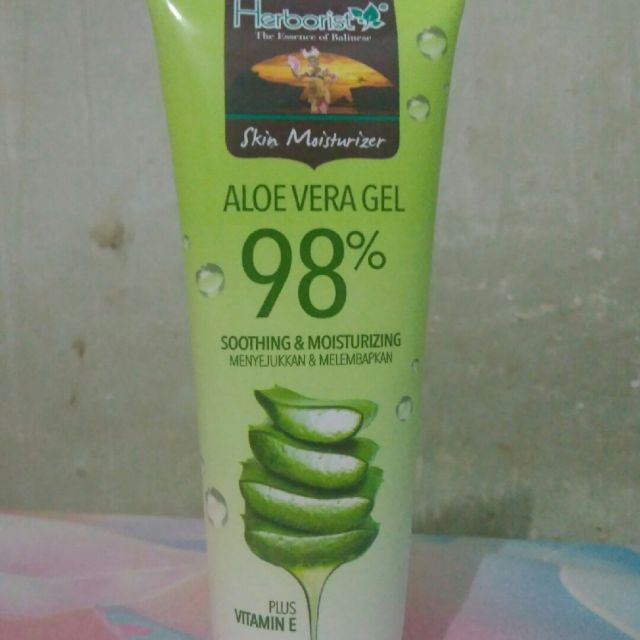 Herborist
The Essence of Balinese
Skin Moisturizer
ALOE VERA GEL
98%
SOOTHING & MOISTURIZING
MENYEJUKKAN & MELEMBAPKAN
PLUS
VITAMIN E